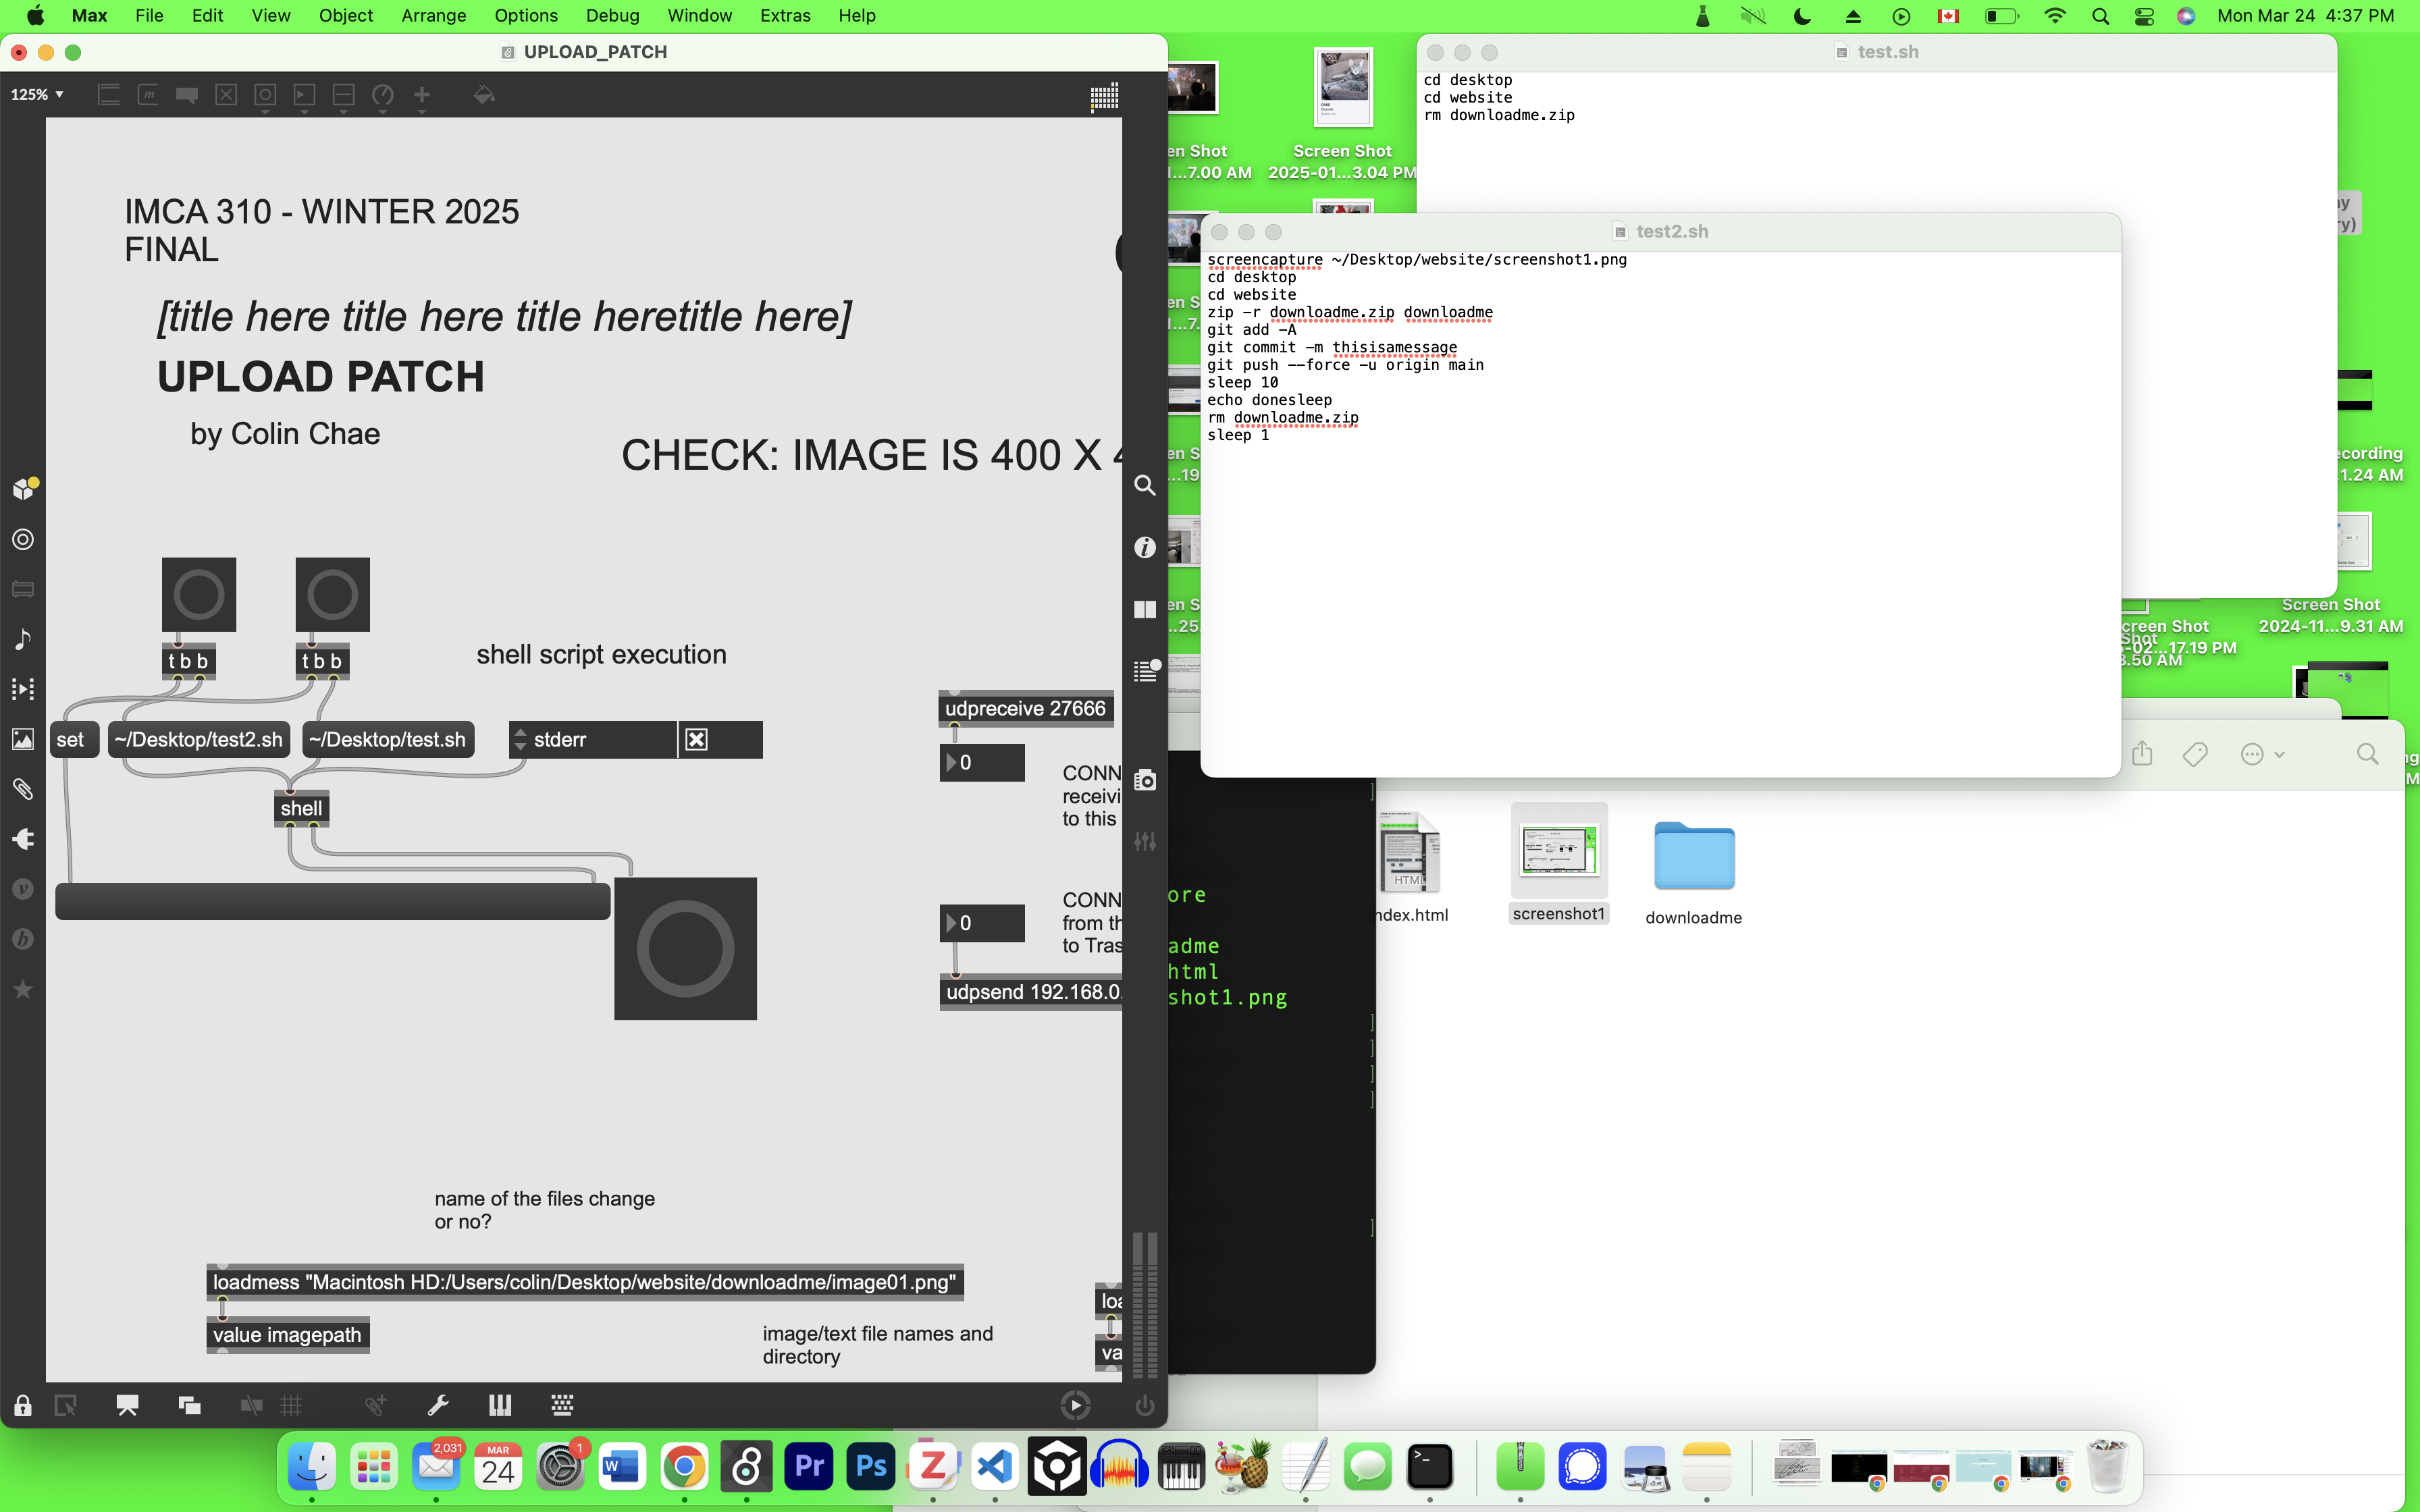 Max File Edit View Object Arrange Options Debug Window Extras Help
Mon Mar 24 4:37 PM
UPLOAD_PATCH
125%
IMCA 310 - WINTER 2025
FINAL
[title here title here title heretitle here]
UPLOAD PATCH
by Colin Chae
CHECK: IMAGE IS 400 X
t b b
t b b
shell script execution
set
~/Desktop/test2.sh
~/Desktop/test.sh
stderr
shell
udpreceive 27666
0
CONN
receivi
to this
0
CONN
from th
to Tras
udpsend 192.168.0.
name of the files change
or no?
loadmess "Macintosh HD:/Users/colin/Desktop/website/downloadme/image01.png"
value imagepath
image/text file names and
directory
loa
va
en Shot
...7.00 AM
Screen Shot
2025-01...3.04 PM
test.sh
cd desktop
cd website
rm downloadme.zip
test2.sh
screencapture ~/Desktop/website/screenshot1.png
cd desktop
cd website
zip -r downloadme.zip downloadme
git add -A
git commit -m thisisamessage
git push --force -u origin main
sleep 10
echo donesleep
rm downloadme.zip
sleep 1
ry)
ecording
1.24 AM
Screen Shot
2024-11...9.31 AM
creen Shot
...17.19 PM
3.50 AM
ore
adme
html
shot1.png
HTML
ndex.html
screenshot1
downloadme
2,031
MAR
24
1
W
Pr
Ps
Z